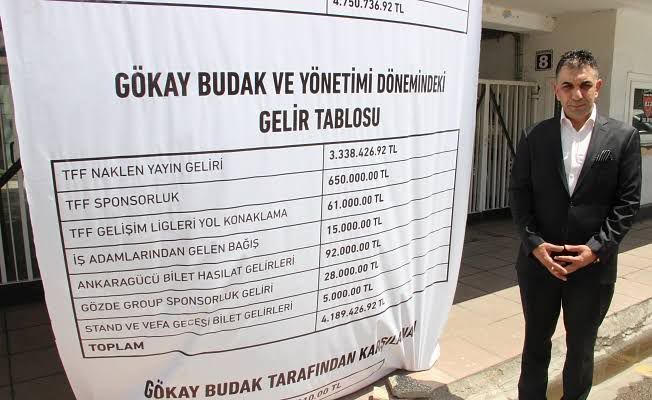 4.750.736.92 TL
GÖKAY BUDAK VE YÖNETİMİ DÖNEMİNDEKİ
GELİR TABLOSU
TFF NAKLEN YAYIN GELİRİ 3.338.426.92 TL
TFF SPONSORLUK 650.000.00 TL
TFF GELİŞİM LİGLERİ YOL KONAKLAMA 61.000.00 TL
İŞ ADAMLARINDAN GELEN BAĞIŞ 15.000.00 TL
ANKARAGÜCÜ BİLET HASILAT GELİRLERİ 92.000.00 TL
GÖZDE GROUP SPONSORLUK GELİRİ 28.000.00 TL
STAND VE VEFA GECESİ BİLET GELİRLERİ 5.000.00 TL
TOPLAM 4.189.426.92 TL
GÖKAY BUDAK TARAFINDAN
TL
8